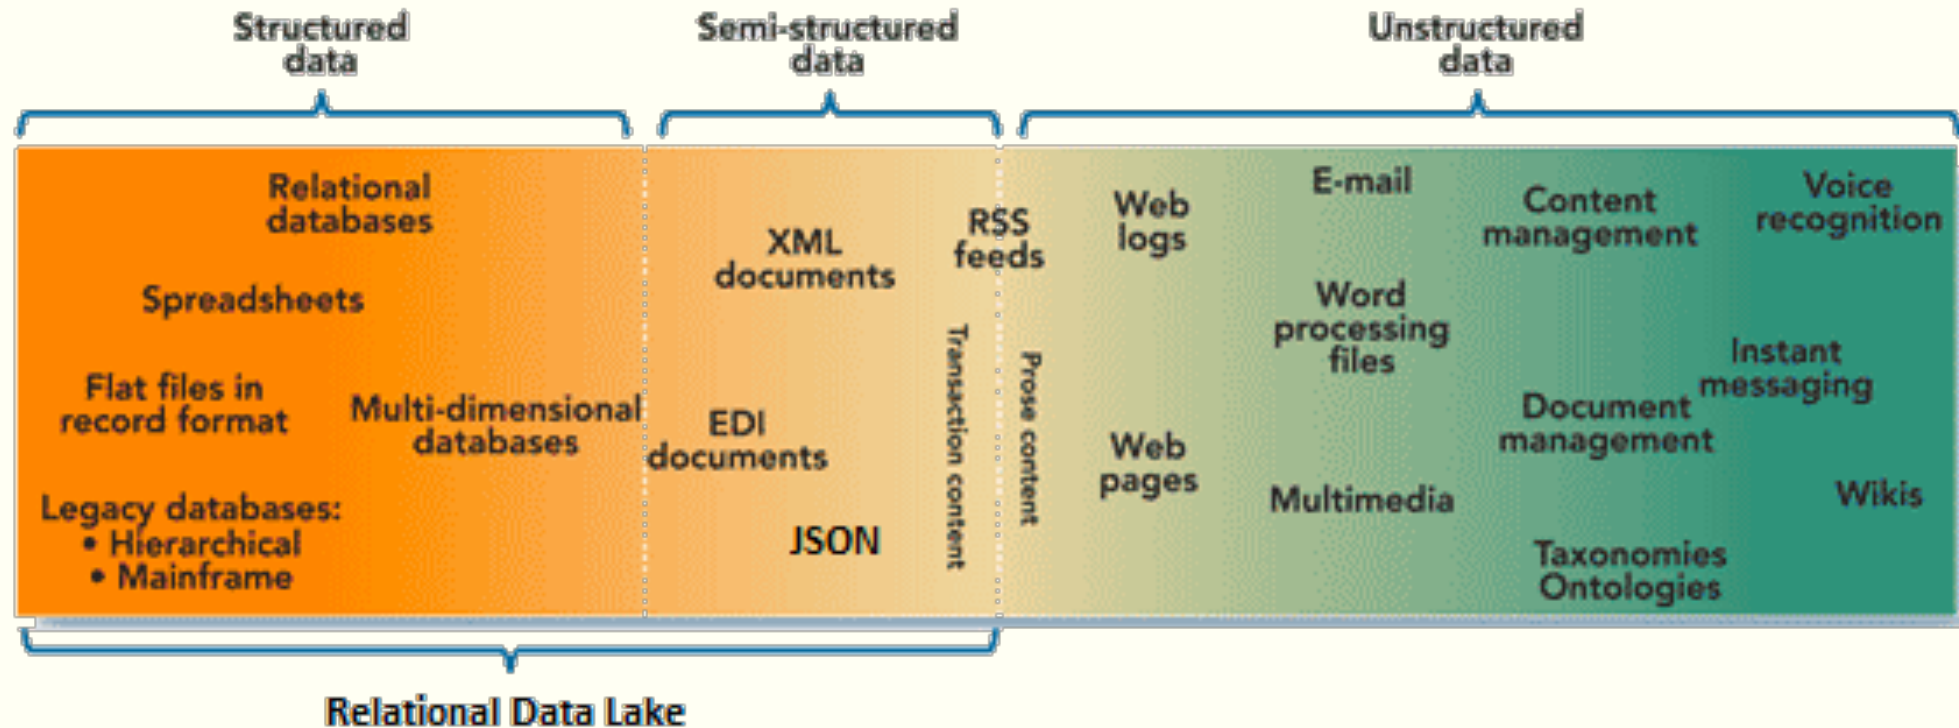 Structured
data
Semi-structured
data
Unstructured
data
Relational
databases
Spreadsheets
Flat files in
record format
Multi-dimensional
databases
Legacy databases:
• Hierarchical
• Mainframe
XML
documents
RSS
feeds
EDI
documents
JSON
Transaction content
Prose content
Web
logs
E-mail
Content
management
Voice
recognition
Word
processing
files
Instant
messaging
Document
management
Web
pages
Multimedia
Wikis
Taxonomies
Ontologies
Relational Data Lake